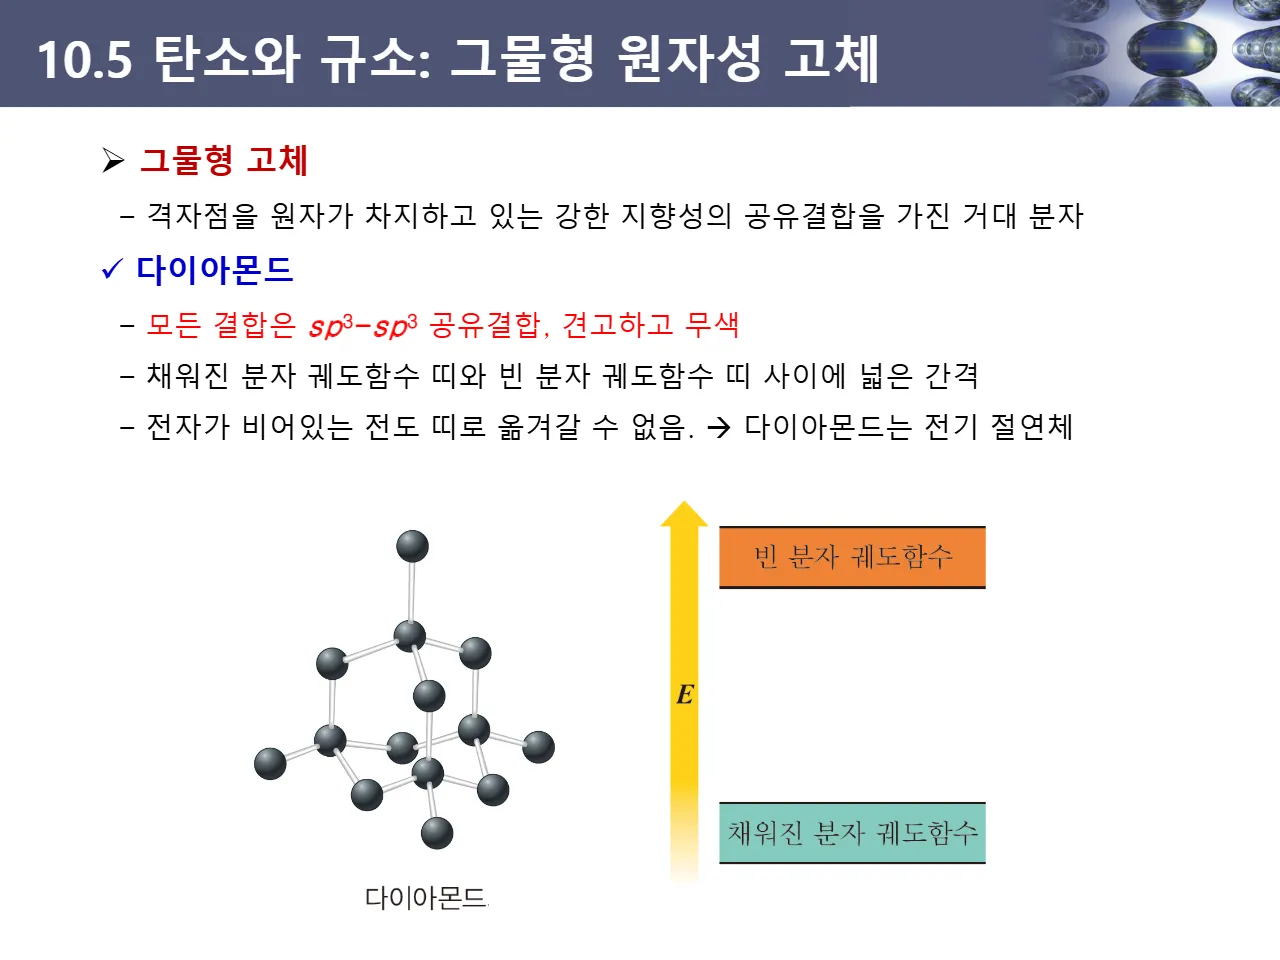 10.5 탄소와 규소: 그물형 원자성 고체
➢ 그물형 고체
– 격자점을 원자가 차지하고 있는 강한 지향성의 공유결합을 가진 거대 분자
✓ 다이아몬드
– 모든 결합은 sp³–sp³ 공유결합, 견고하고 무색
– 채워진 분자 궤도함수 띠와 빈 분자 궤도함수 띠 사이에 넓은 간격
– 전자가 비어있는 전도 띠로 옮겨갈 수 없음. → 다이아몬드는 전기 절연체
빈 분자 궤도함수
E
채워진 분자 궤도함수
다이아몬드